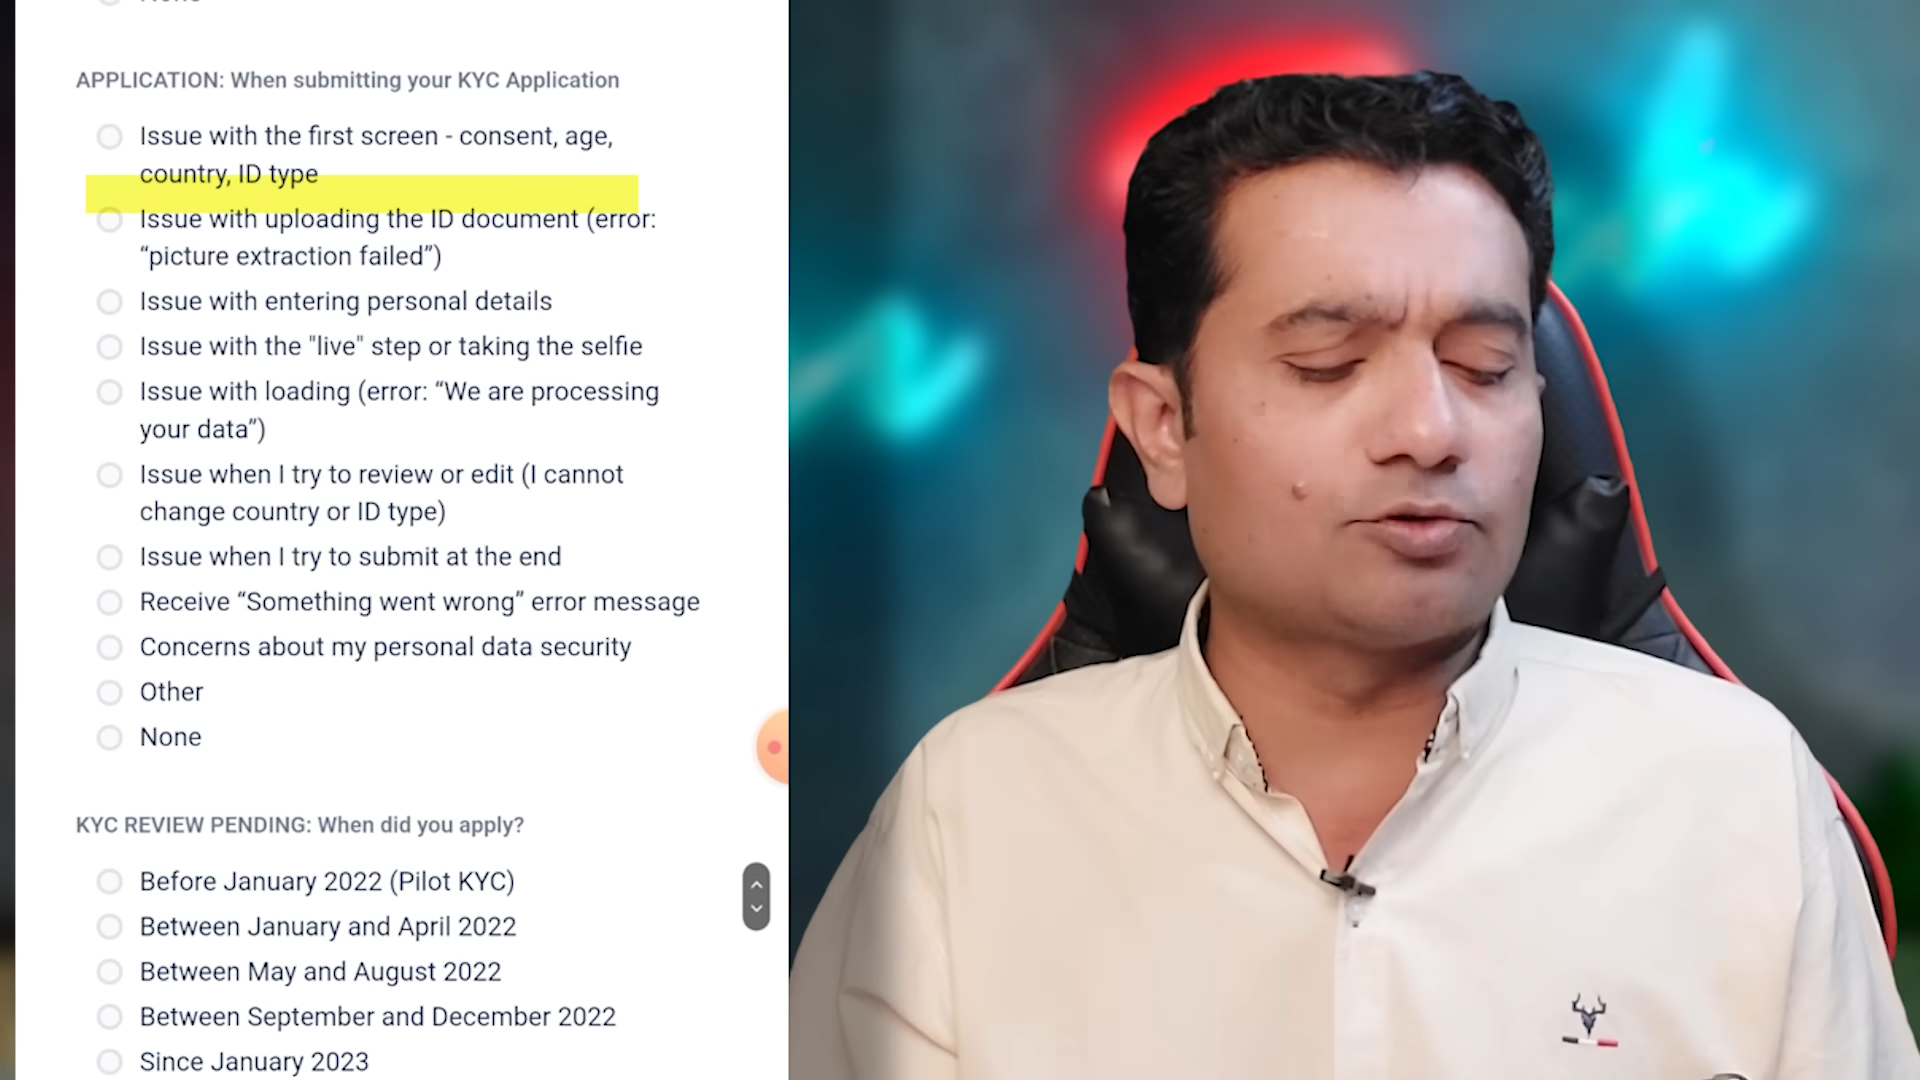 APPLICATION: When submitting your KYC Application
Issue with the first screen - consent, age,
country, ID type
Issue with uploading the ID document (error:
“picture extraction failed”)
Issue with entering personal details
Issue with the "live" step or taking the selfie
Issue with loading (error: “We are processing
your data”)
Issue when I try to review or edit (I cannot
change country or ID type)
Issue when I try to submit at the end
Receive “Something went wrong” error message
Concerns about my personal data security
Other
None
KYC REVIEW PENDING: When did you apply?
Before January 2022 (Pilot KYC)
Between January and April 2022
Between May and August 2022
Between September and December 2022
Since January 2023